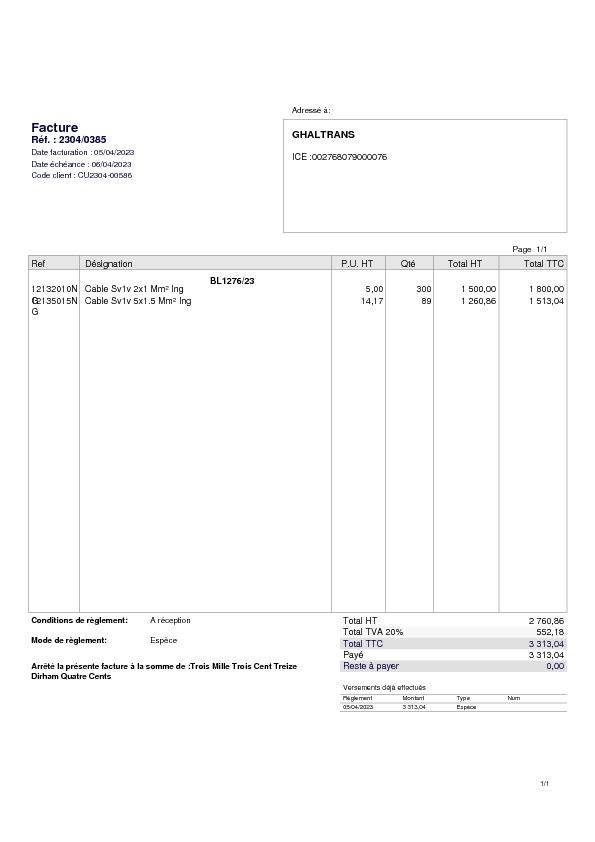 Adressé à:
Facture
Réf. : 2304/0385
Date facturation : 05/04/2023
Date échéance : 06/04/2023
Code client : CU2304-00586
GHALTRANS
ICE :002768079000076
Page 1/1
Ref Désignation P.U. HT Qté Total HT Total TTC
BL1276/23
12132010N Cable Sv1v 2x1 Mm² Ing 5,00 300 1 500,00 1 800,00
G
12135015N Cable Sv1v 5x1.5 Mm² Ing 14,17 89 1 260,86 1 513,04
G
Conditions de règlement: A réception
Mode de règlement: Espèce
Arrêté la présente facture à la somme de :Trois Mille Trois Cent Treize
Dirham Quatre Cents
Total HT 2 760,86
Total TVA 20% 552,18
Total TTC 3 313,04
Payé 3 313,04
Reste à payer 0,00
Versements déjà effectués
Règlement Montant Type Num
05/04/2023 3 313,04 Espèce
1/1